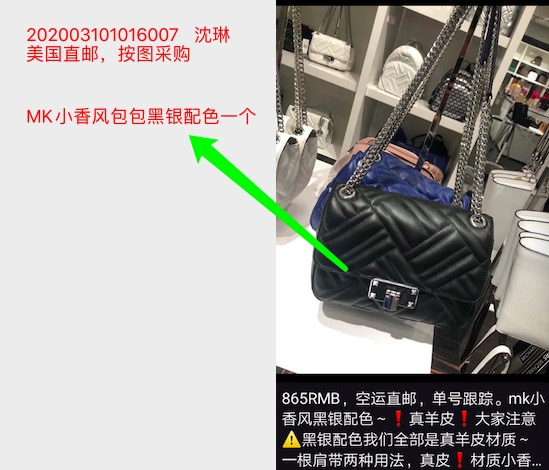 202003101016007 沈琳
美国直邮，按图采购
MK小香风包包黑银配色一个
865RMB，空运直邮，单号跟踪。mk小
香风黑银配色～❗真羊皮❗大家注意
⚠️黑银配色我们全部是真羊皮材质～
一根肩带两种用法，真皮❗材质小香...